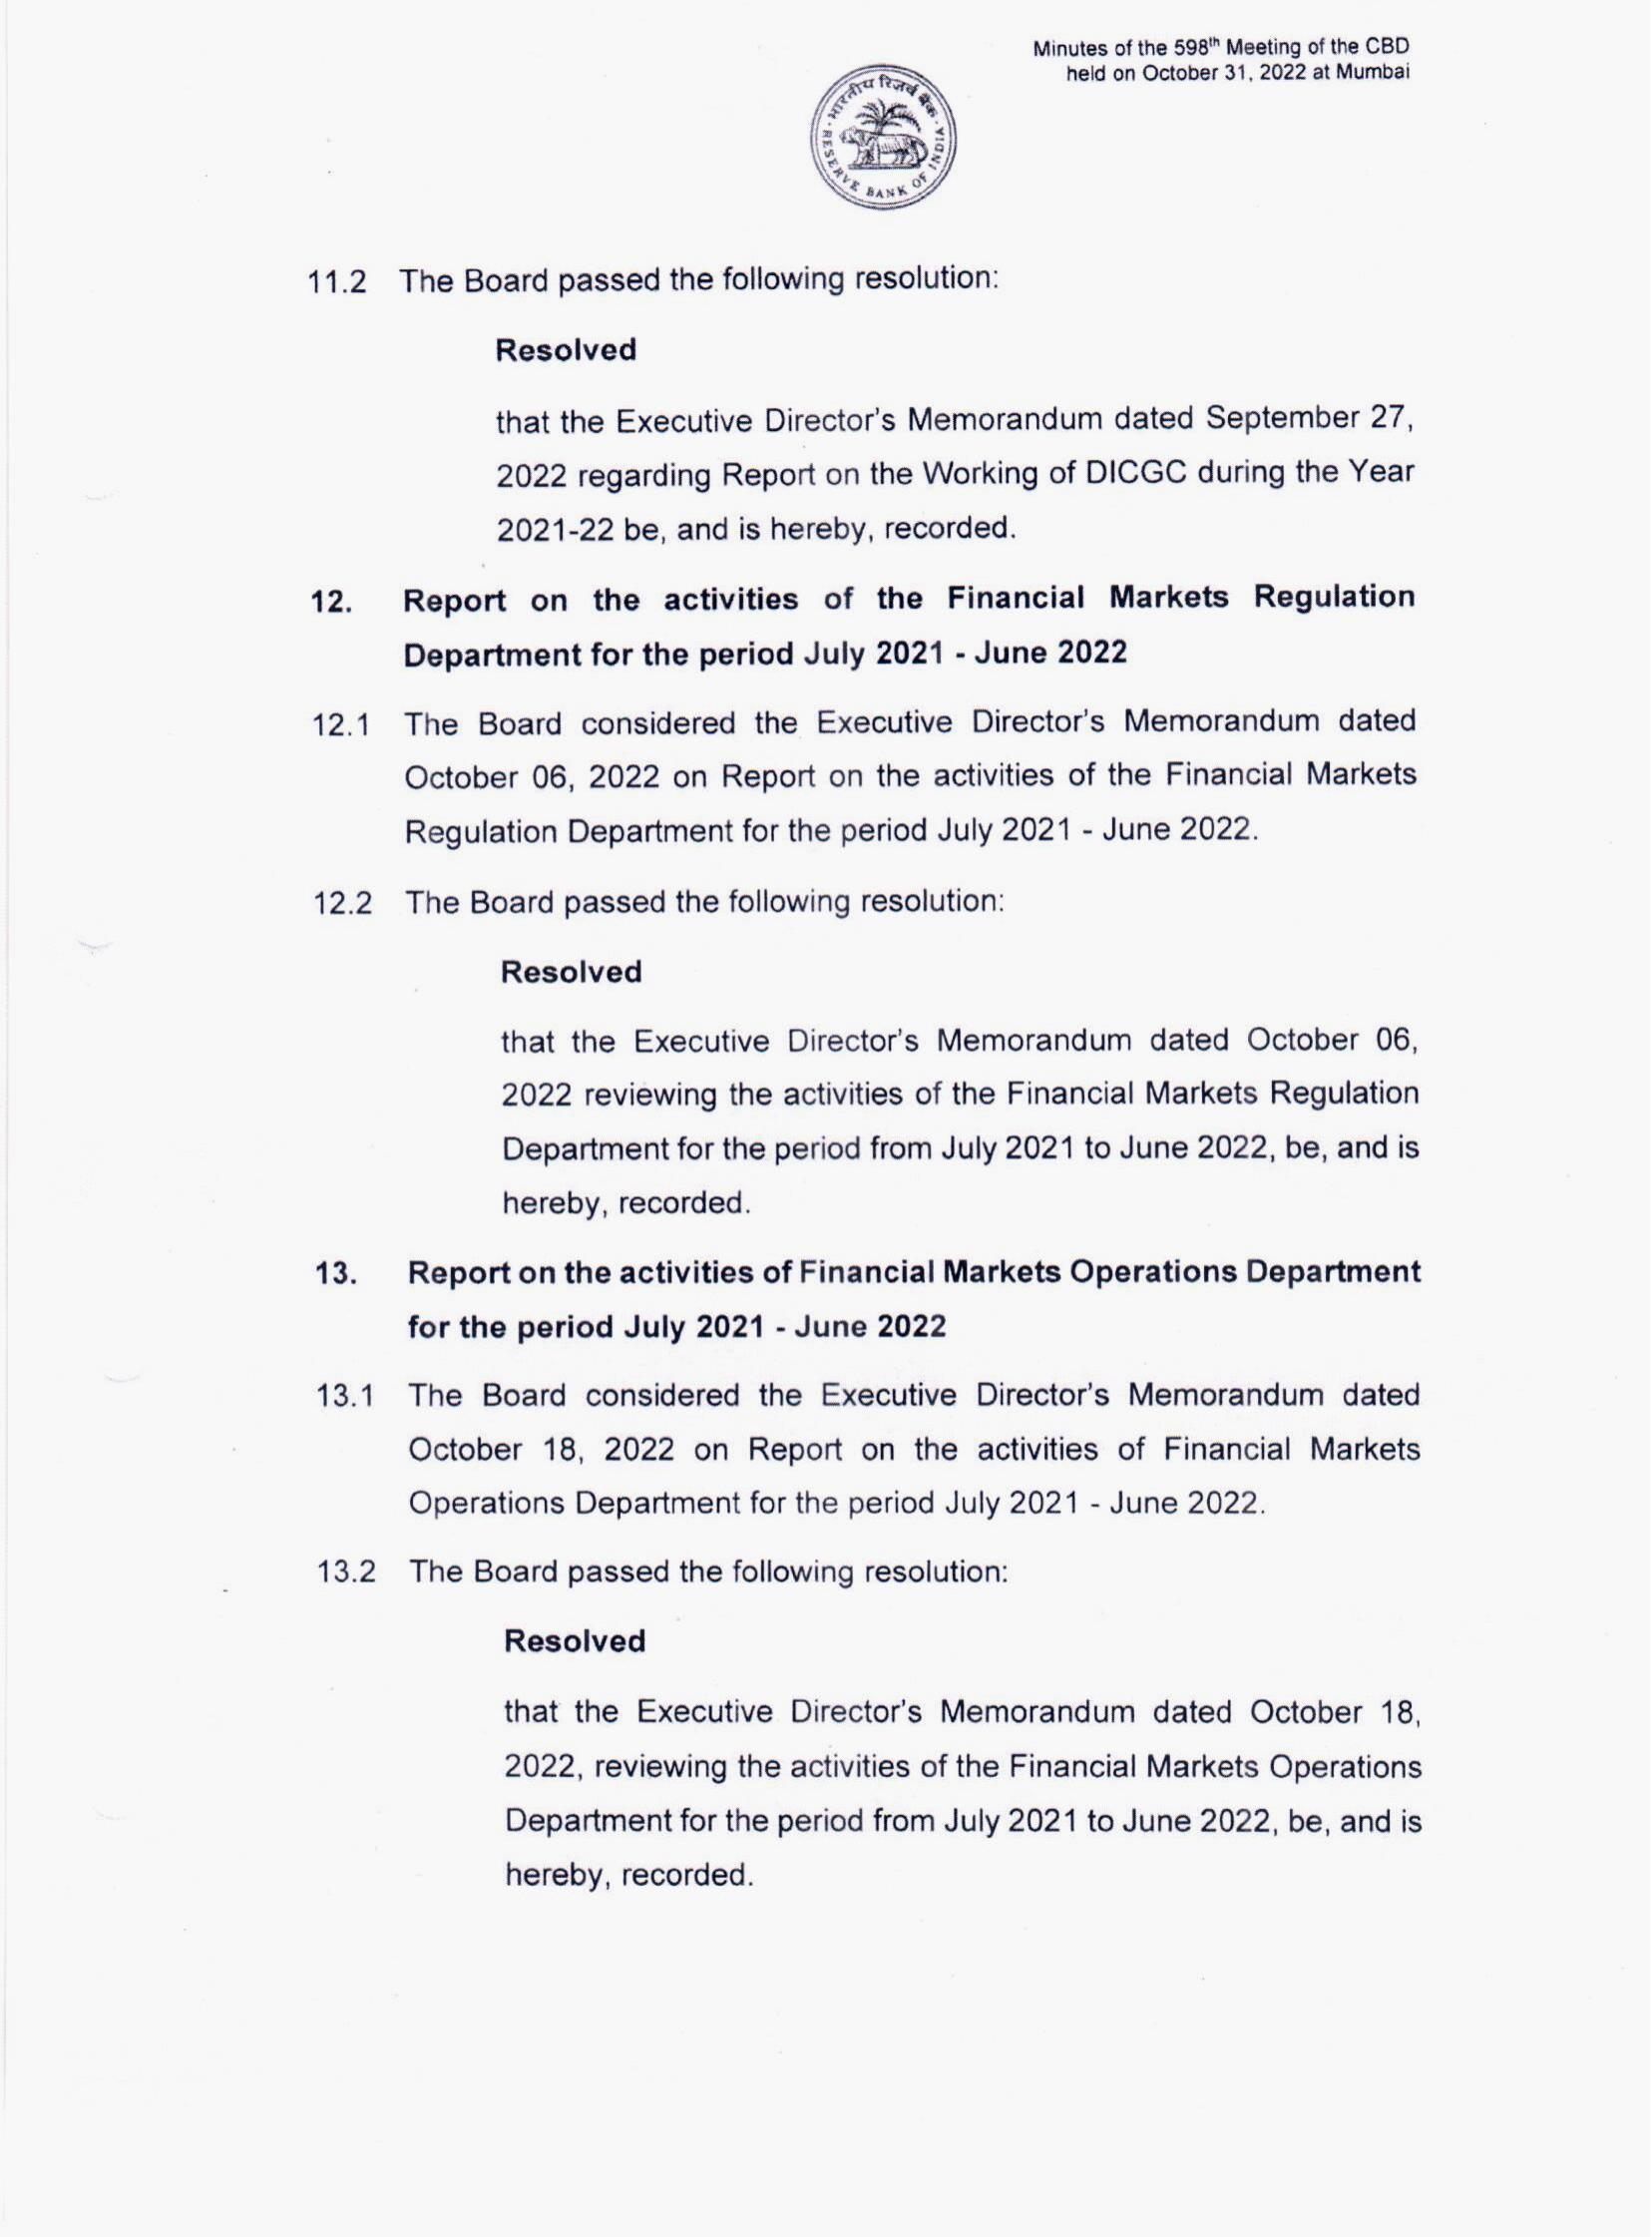 Minutes of the 598th Meeting of the CBD
held on October 31, 2022 at Mumbai
भारतीय रिज़र्व बैंक
RESERVE BANK OF INDIA
11.2 The Board passed the following resolution:
Resolved
that the Executive Director's Memorandum dated September 27,
2022 regarding Report on the Working of DICGC during the Year
2021-22 be, and is hereby, recorded.
12. Report on the activities of the Financial Markets Regulation
Department for the period July 2021 - June 2022
12.1 The Board considered the Executive Director's Memorandum dated
October 06, 2022 on Report on the activities of the Financial Markets
Regulation Department for the period July 2021 - June 2022.
12.2 The Board passed the following resolution:
Resolved
that the Executive Director's Memorandum dated October 06,
2022 reviewing the activities of the Financial Markets Regulation
Department for the period from July 2021 to June 2022, be, and is
hereby, recorded.
13. Report on the activities of Financial Markets Operations Department
for the period July 2021 - June 2022
13.1 The Board considered the Executive Director's Memorandum dated
October 18, 2022 on Report on the activities of Financial Markets
Operations Department for the period July 2021 - June 2022.
13.2 The Board passed the following resolution:
Resolved
that the Executive Director's Memorandum dated October 18,
2022, reviewing the activities of the Financial Markets Operations
Department for the period from July 2021 to June 2022, be, and is
hereby, recorded.